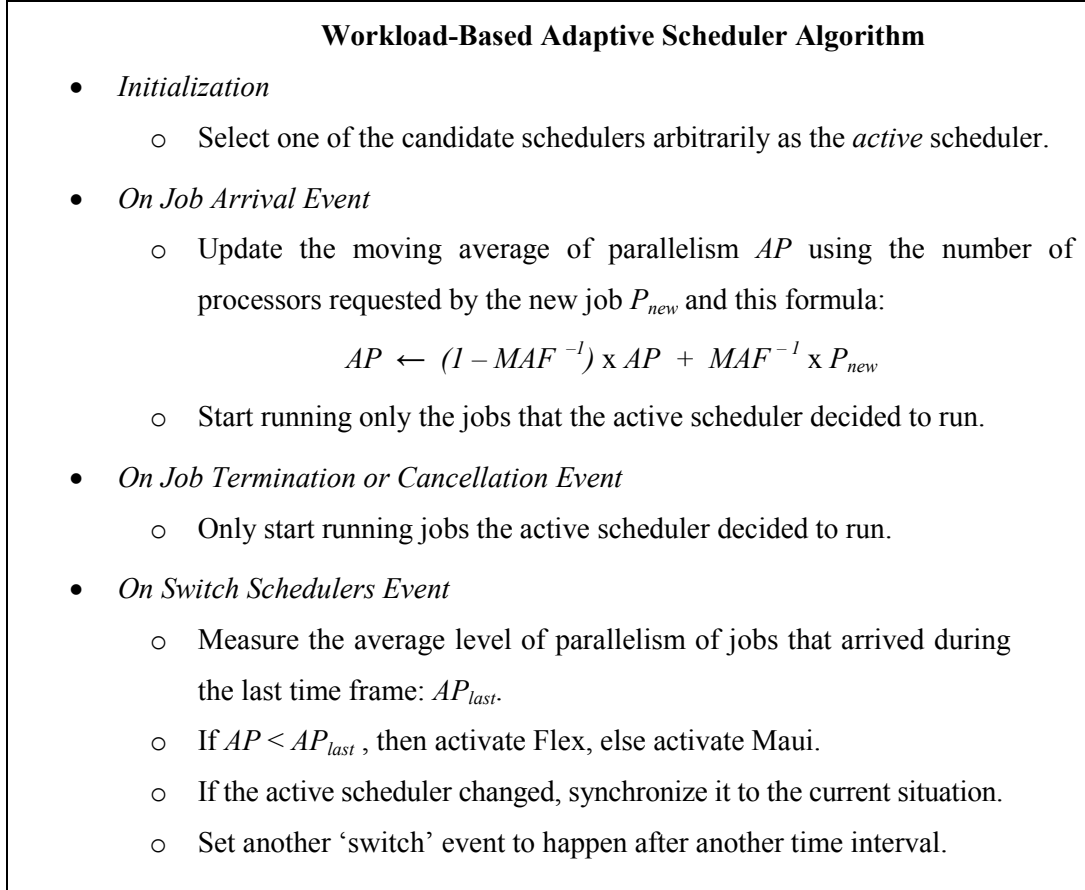 Workload-Based Adaptive Scheduler Algorithm
• Initialization
o Select one of the candidate schedulers arbitrarily as the active scheduler.
• On Job Arrival Event
o Update the moving average of parallelism AP using the number of
processors requested by the new job Pnew and this formula:
AP ← (1 – MAF ⁻¹) x AP + MAF⁻¹ x Pnew
o Start running only the jobs that the active scheduler decided to run.
• On Job Termination or Cancellation Event
o Only start running jobs the active scheduler decided to run.
• On Switch Schedulers Event
o Measure the average level of parallelism of jobs that arrived during
the last time frame: APlast.
o If AP < APlast , then activate Flex, else activate Maui.
o If the active scheduler changed, synchronize it to the current situation.
o Set another ‘switch’ event to happen after another time interval.